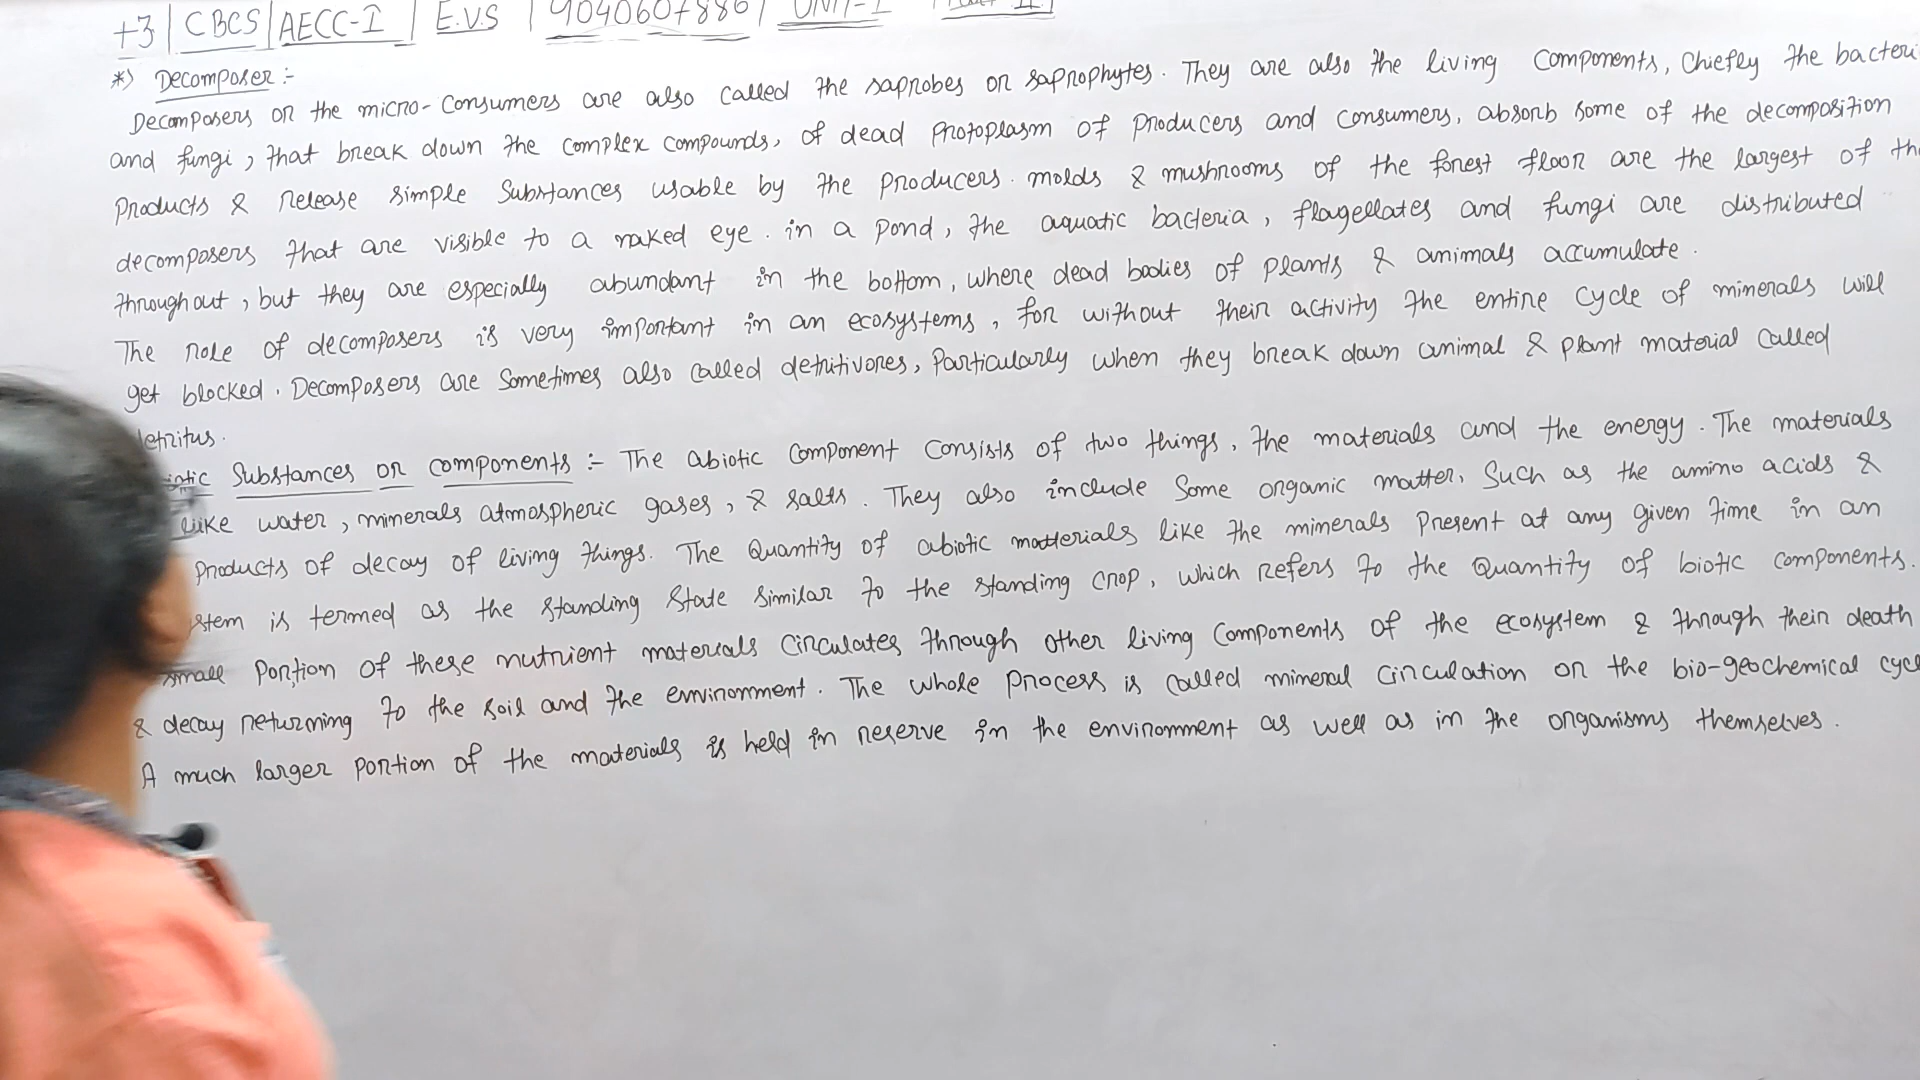 +3 | CBCS | AECC-I | E.V.S | 9040607886 | UNIT-I
*) Decomposer :-
Decomposers or the micro-consumers are also called the saprobes or saprophytes. They are also the living components, chiefly the bacteri
and fungi, that break down the complex compounds, of dead protoplasm of producers and consumers, absorb some of the decomposition
products & release simple substances usable by the producers. molds & mushrooms of the forest floor are the largest of th
decomposers that are visible to a naked eye. in a pond, the aquatic bacteria, flagellates and fungi are distributed
throughout, but they are especially abundant in the bottom, where dead bodies of plants & animals accumulate.
The role of decomposers is very important in an ecosystems, for without their activity the entire cycle of minerals will
get blocked. Decomposers are sometimes also called detritivores, particularly when they break down animal & plant material called
detritus.
iotic Substances or components :- The abiotic component consists of two things, the materials and the energy. The materials
like water, minerals atmospheric gases, & salts. They also include some organic matter, such as the amino acids &
products of decay of living things. The Quantity of abiotic matterials like the minerals present at any given time in an
stem is termed as the standing state similar to the standing crop, which refers to the Quantity of biotic components.
small portion of these nutrient materials circulates through other living components of the ecosystem & through their death
& decay returning to the soil and the environment. The whole process is called mineral circulation or the bio-geochemical cycl
A much larger portion of the materials is held in reserve in the environment as well as in the organisms themselves.